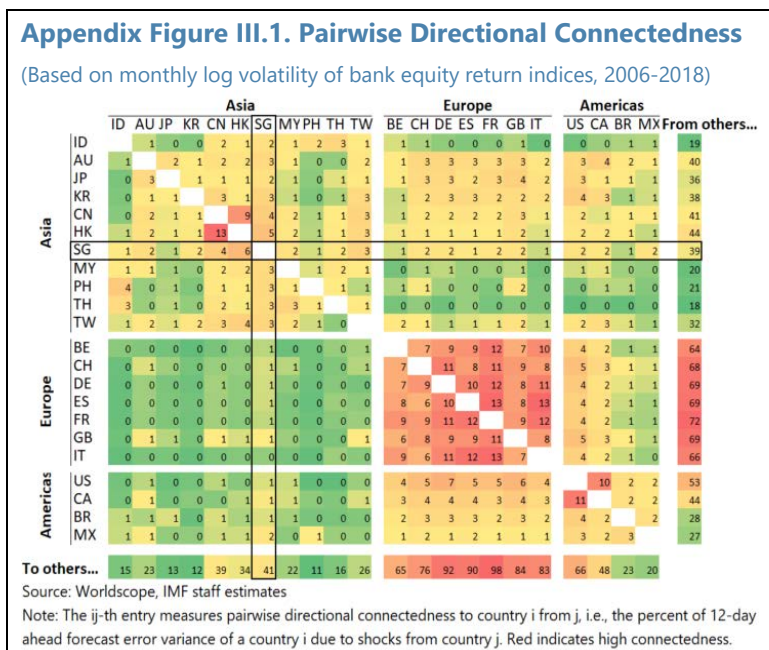 Appendix Figure III.1. Pairwise Directional Connectedness
(Based on monthly log volatility of bank equity return indices, 2006-2018)
Asia Europe Americas
ID AU JP KR CN HK SG MY PH TH TW BE CH DE ES FR GB IT US CA BR MX From others...
Asia
ID 1 0 0 2 1 2 1 2 3 1 1 1 0 0 0 1 0 0 0 1 1 19
AU 1 2 1 2 2 3 1 0 0 2 1 3 3 3 3 2 2 3 4 2 1 40
JP 0 3 1 1 1 2 1 0 1 1 1 3 3 2 3 4 2 3 1 1 1 36
KR 0 1 1 3 1 3 1 0 1 3 1 2 3 3 2 2 2 4 3 1 1 38
CN 0 2 1 1 9 4 2 1 1 3 1 2 2 2 2 3 1 2 1 1 1 41
HK 1 2 1 1 13 5 2 1 1 3 1 1 1 1 1 2 1 2 2 1 1 44
SG 1 2 1 2 4 6 2 1 2 3 1 2 2 1 2 2 1 2 2 1 2 39
MY 1 1 1 0 2 2 3 1 2 1 0 1 1 0 0 1 0 1 1 0 0 20
PH 4 0 1 0 2 1 3 1 1 1 1 1 0 0 0 2 0 0 1 0 1 21
TH 3 0 1 0 2 1 3 3 1 1 0 0 0 0 0 0 0 0 0 0 0 18
TW 1 2 1 2 3 4 3 2 1 0 2 1 1 1 1 2 1 2 3 1 1 32
Europe
BE 0 0 0 0 0 0 1 0 0 0 1 7 9 9 12 7 10 4 2 1 1 64
CH 0 1 0 0 0 0 1 1 0 0 1 7 11 8 11 9 8 5 3 1 1 68
DE 0 0 0 0 1 0 1 0 0 0 0 7 9 10 12 8 11 4 2 1 1 69
ES 0 0 0 0 0 0 1 0 0 0 0 8 6 10 13 8 13 4 2 1 1 69
FR 0 0 0 0 0 0 1 0 0 0 0 9 9 11 12 9 12 4 2 1 1 72
GB 0 1 1 0 1 1 1 0 0 0 1 6 8 9 9 11 8 5 3 1 1 69
IT 0 0 0 0 0 0 1 0 0 0 0 9 6 11 12 13 7 4 2 1 1 66
Americas
US 0 1 0 0 1 0 1 1 0 0 0 4 5 7 5 5 6 4 10 2 2 53
CA 0 1 0 0 0 1 1 1 0 0 0 3 4 4 4 3 4 3 11 2 2 44
BR 1 1 1 0 1 1 1 1 0 0 0 2 3 3 3 2 3 2 4 2 2 28
MX 1 1 0 0 1 1 2 0 1 0 0 1 2 1 2 1 1 1 3 2 3 27
To others... 15 23 13 12 39 34 41 22 11 16 26 65 76 92 90 98 84 83 66 48 23 20
Source: Worldscope, IMF staff estimates
Note: The ij-th entry measures pairwise directional connectedness to country i from j, i.e., the percent of 12-day
ahead forecast error variance of a country i due to shocks from country j. Red indicates high connectedness.